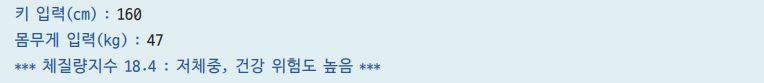 키 입력(cm) : 160
몸무게 입력(kg) : 47
*** 체질량지수 18.4 : 저체중, 건강 위험도 높음 ***